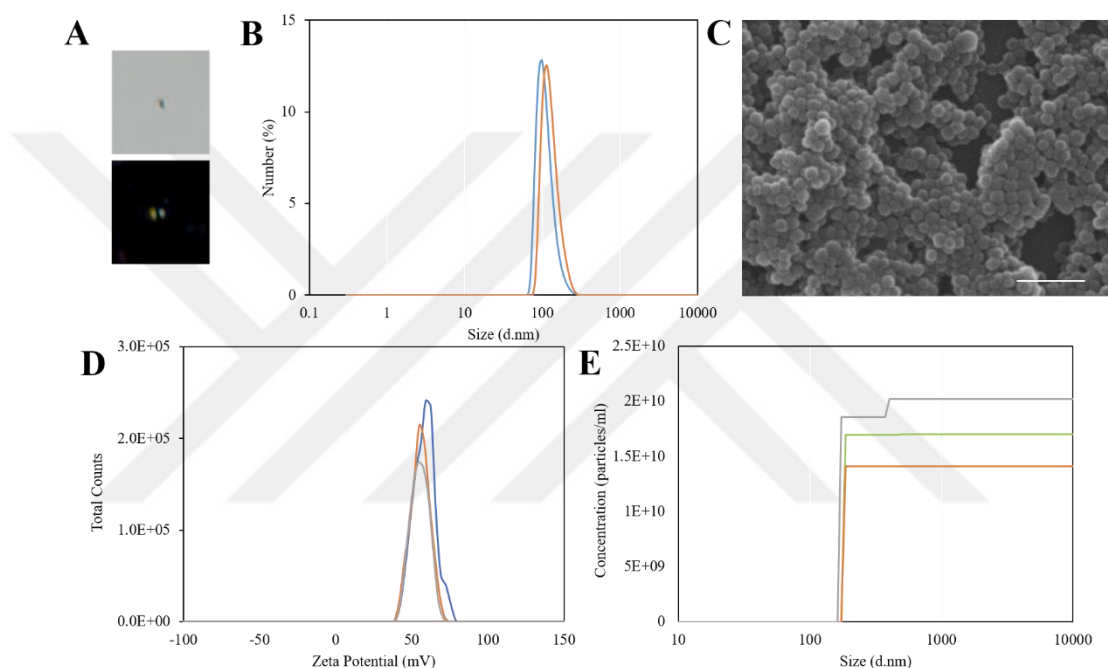 A
B
C
15
10
5
0
Number (%)
0.1 1 10 100 1000 10000
Size (d.nm)
D
3.0E+05
2.0E+05
1.0E+05
0.0E+00
Total Counts
-100 -50 0 50 100 150
Zeta Potential (mV)
E
2.5E+10
2E+10
1.5E+10
1E+10
5E+09
0
Concentration (particles/ml)
10 100 1000 10000
Size (d.nm)